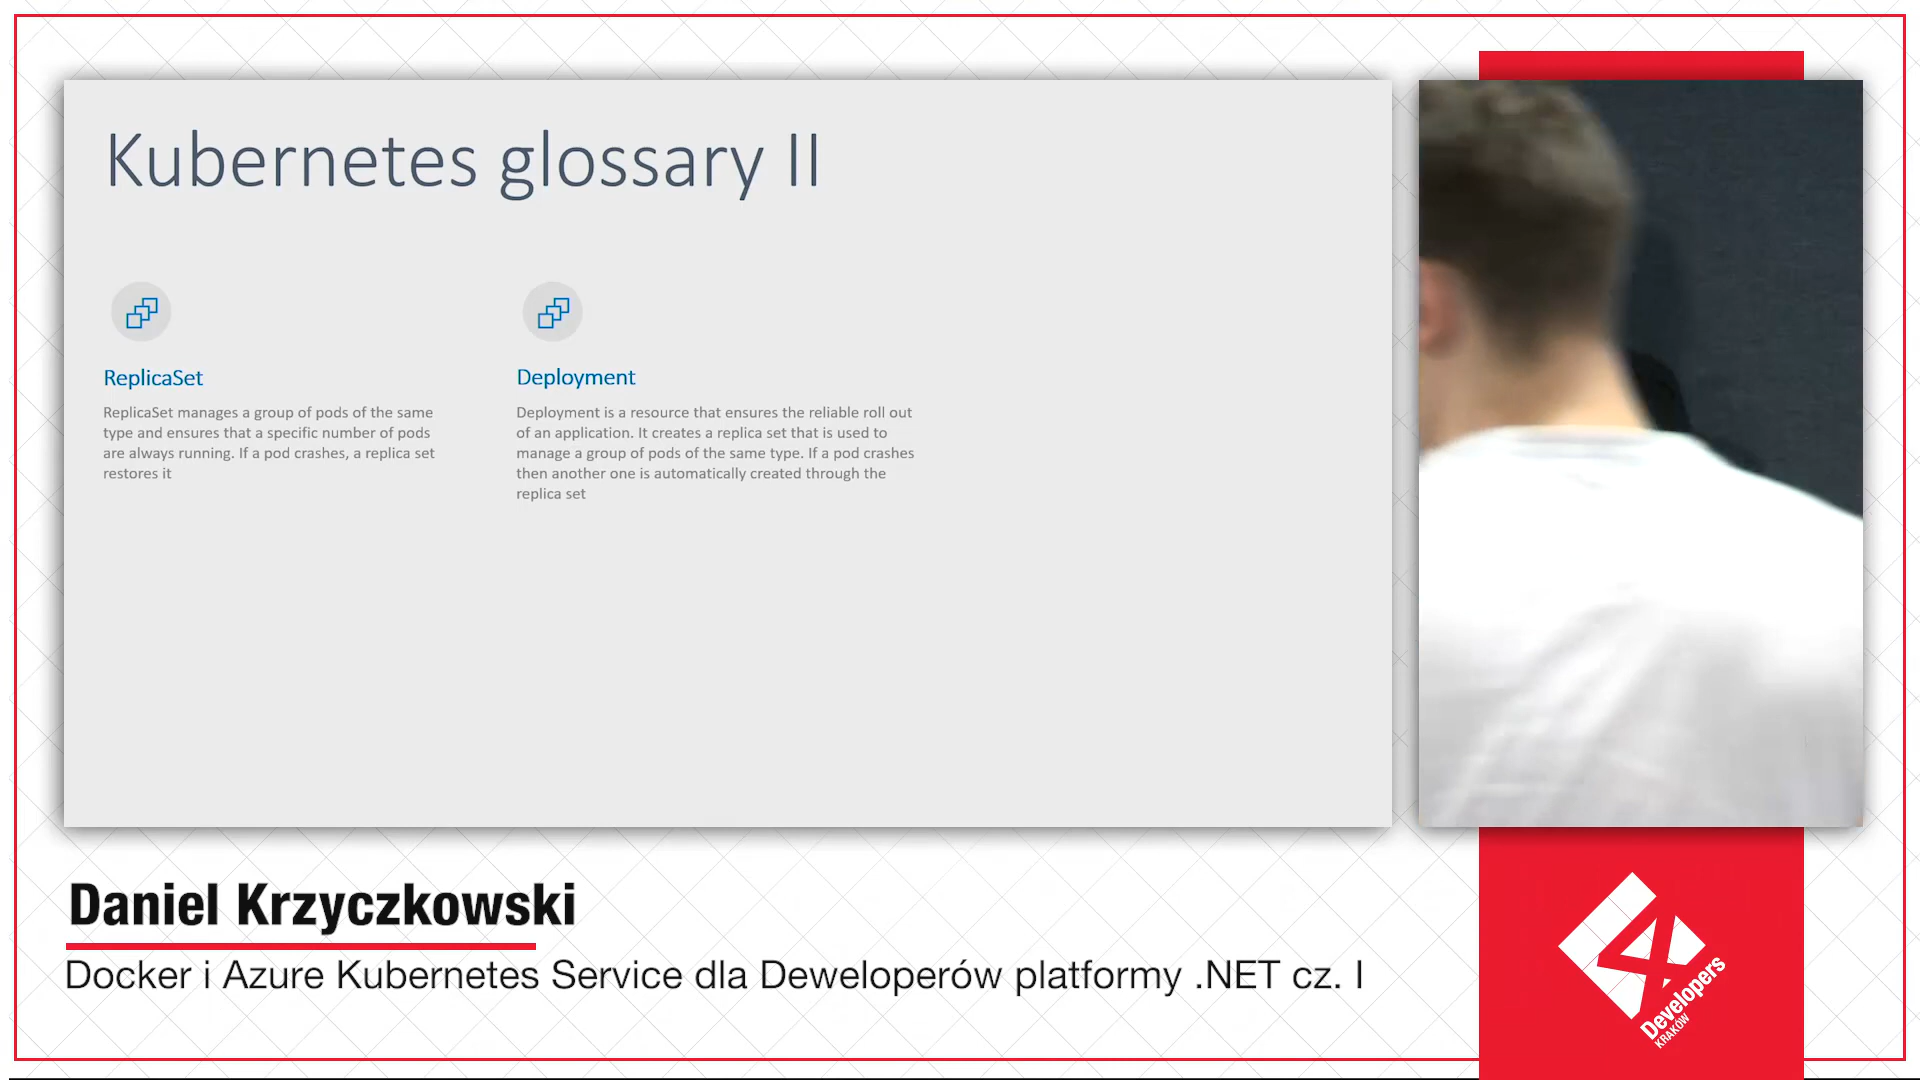 Kubernetes glossary II
ReplicaSet
ReplicaSet manages a group of pods of the same
type and ensures that a specific number of pods
are always running. If a pod crashes, a replica set
restores it
Deployment
Deployment is a resource that ensures the reliable roll out
of an application. It creates a replica set that is used to
manage a group of pods of the same type. If a pod crashes
then another one is automatically created through the
replica set
Daniel Krzyczkowski
Docker i Azure Kubernetes Service dla Deweloperów platformy .NET cz. I
4
Developers
KRAKÓW